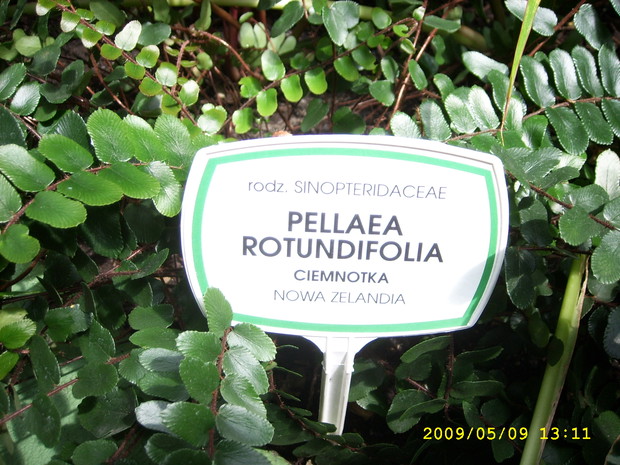 rodz. SINOPTERIDACEAE
PELLAEA
ROTUNDIFOLIA
CIEMNOTKA
NOWA ZELANDIA
2009/05/09 13:11